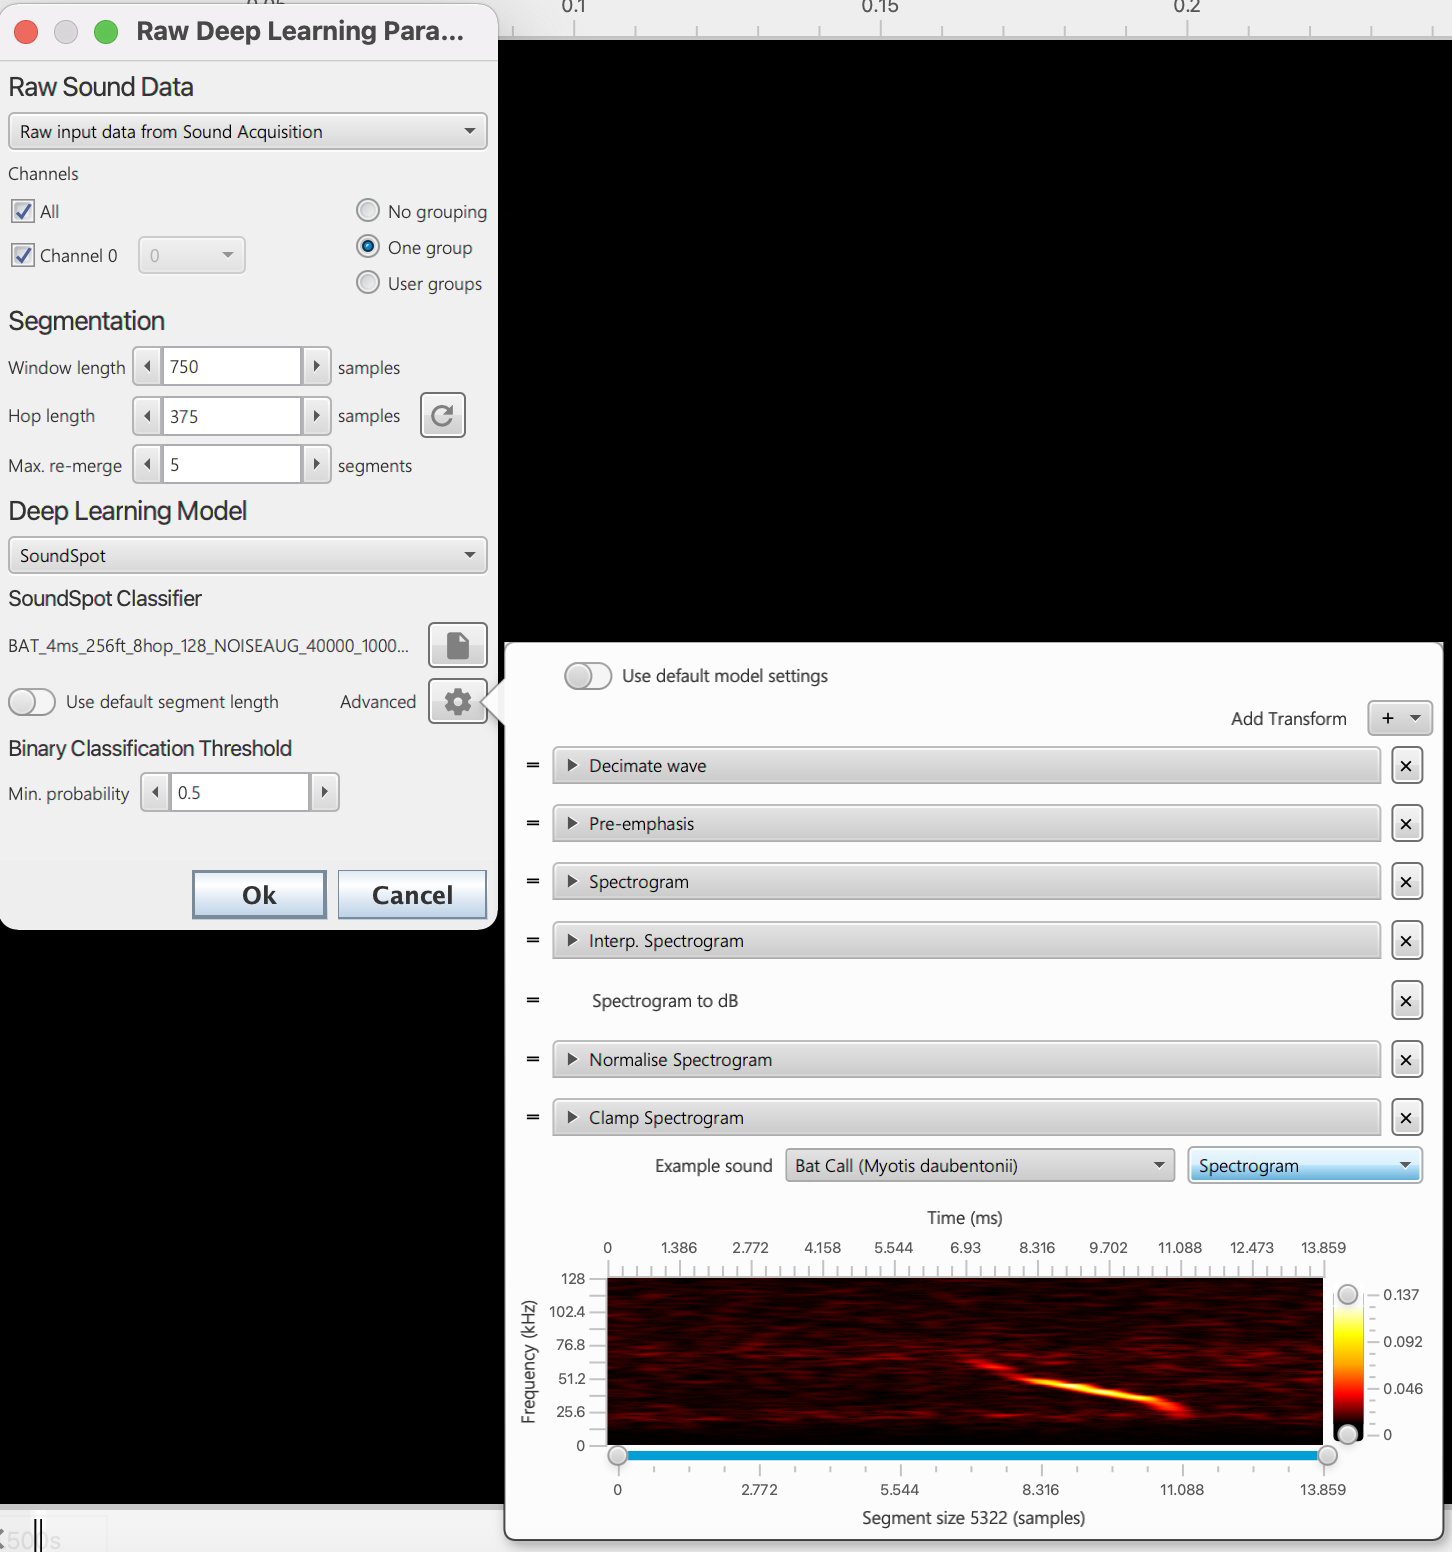 0.05
0.1
0.15
0.2
Raw Deep Learning Para...
Raw Sound Data
Raw input data from Sound Acquisition
Channels
All
No grouping
Channel 0
0
One group
User groups
Segmentation
Window length 750 samples
Hop length 375 samples
Max. re-merge 5 segments
Deep Learning Model
SoundSpot
SoundSpot Classifier
BAT_4ms_256ft_8hop_128_NOISEAUG_40000_1000...
Use default segment length Advanced
Binary Classification Threshold
Min. probability 0.5
Ok Cancel
Use default model settings
Add Transform +
= Decimate wave ×
= Pre-emphasis ×
= Spectrogram ×
= Interp. Spectrogram ×
= Spectrogram to dB ×
= Normalise Spectrogram ×
= Clamp Spectrogram ×
Example sound Bat Call (Myotis daubentonii) Spectrogram
Time (ms)
0 1.386 2.772 4.158 5.544 6.93 8.316 9.702 11.088 12.473 13.859
Frequency (kHz)
128
102.4
76.8
51.2
25.6
0
0.137
0.092
0.046
0
0 2.772 5.544 8.316 11.088 13.859
Segment size 5322 (samples)
500s